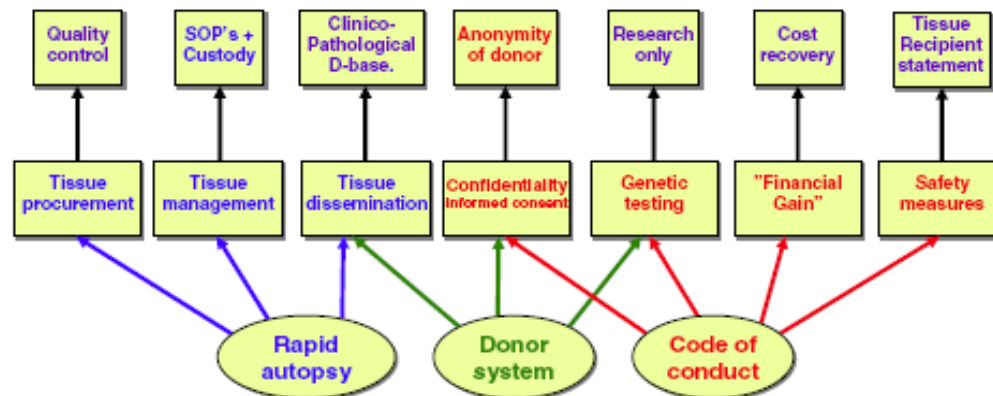 Quality
control
SOP's +
Custody
Clinico-
Pathological
D-base.
Anonymity
of donor
Research
only
Cost
recovery
Tissue
Recipient
statement
Tissue
procurement
Tissue
management
Tissue
dissemination
Confidentiality
Informed consent
Genetic
testing
"Financial
Gain"
Safety
measures
Rapid
autopsy
Donor
system
Code of
conduct